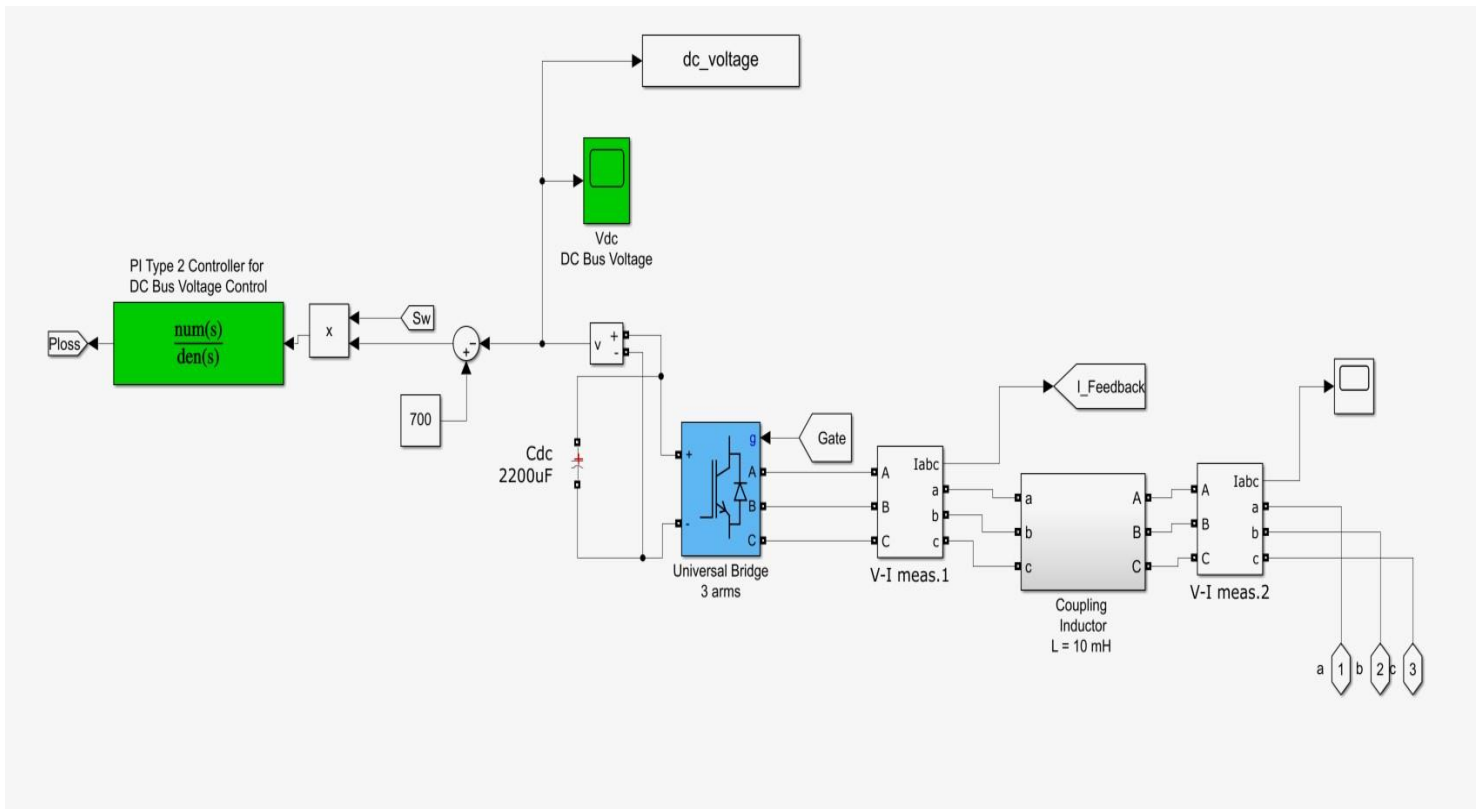 dc_voltage
Vdc
DC Bus Voltage
PI Type 2 Controller for
DC Bus Voltage Control
Ploss
num(s)
den(s)
x
Sw
-
+
700
v
+
-
Cdc
2200uF
+
-
g
A
B
C
Universal Bridge
3 arms
Gate
I_Feedback
A
B
C
Iabc
a
b
c
V-I meas.1
a
b
c
A
B
C
Coupling
Inductor
L = 10 mH
A
B
C
Iabc
a
b
c
V-I meas.2
a 1 b 2 c 3